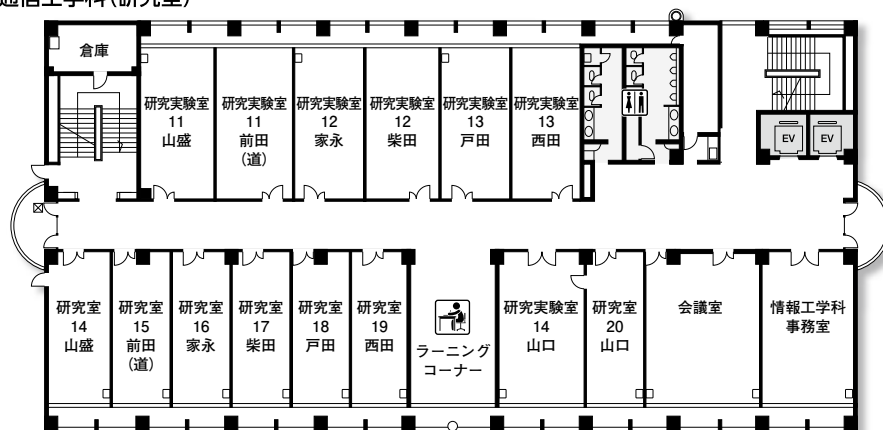 通信工学科(研究室)
倉庫
研究実験室
11
山盛
研究実験室
11
前田
(道)
研究実験室
12
家永
研究実験室
12
柴田
研究実験室
13
戸田
研究実験室
13
西田
EV
EV
研究室
14
山盛
研究室
15
前田
(道)
研究室
16
家永
研究室
17
柴田
研究室
18
戸田
研究室
19
西田
ラーニング
コーナー
研究実験室
14
山口
研究室
20
山口
会議室
情報工学科
事務室